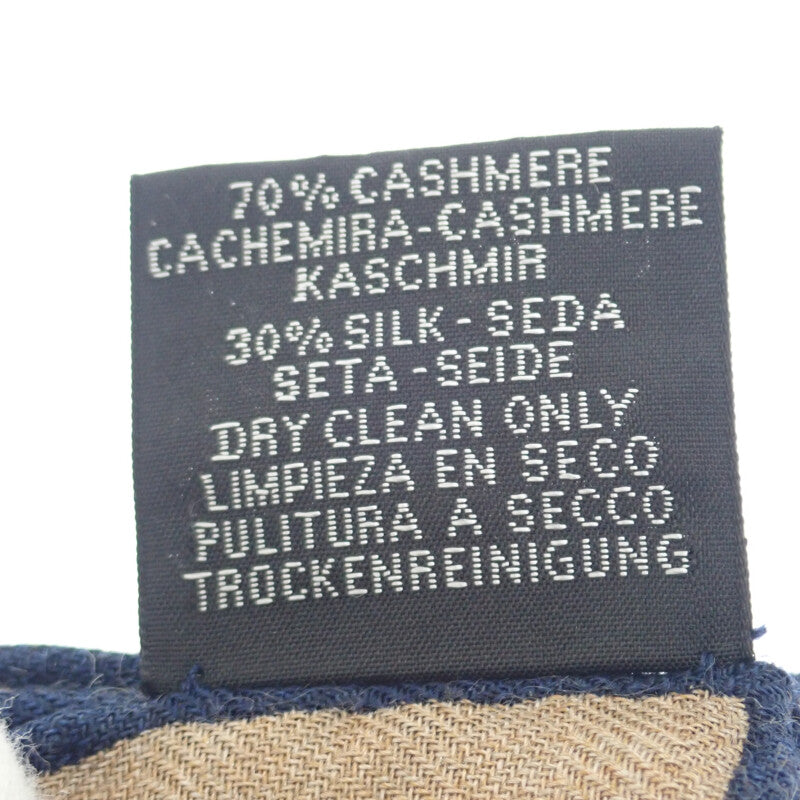 70% CASHMERE
CACHEMIRA-CASHMERE
KASCHMIR
30% SILK - SEDA
SETA - SEIDE
DRY CLEAN ONLY
LIMPIEZA EN SECO
PULITURA A SECCO
TROCKENREINIGUNG